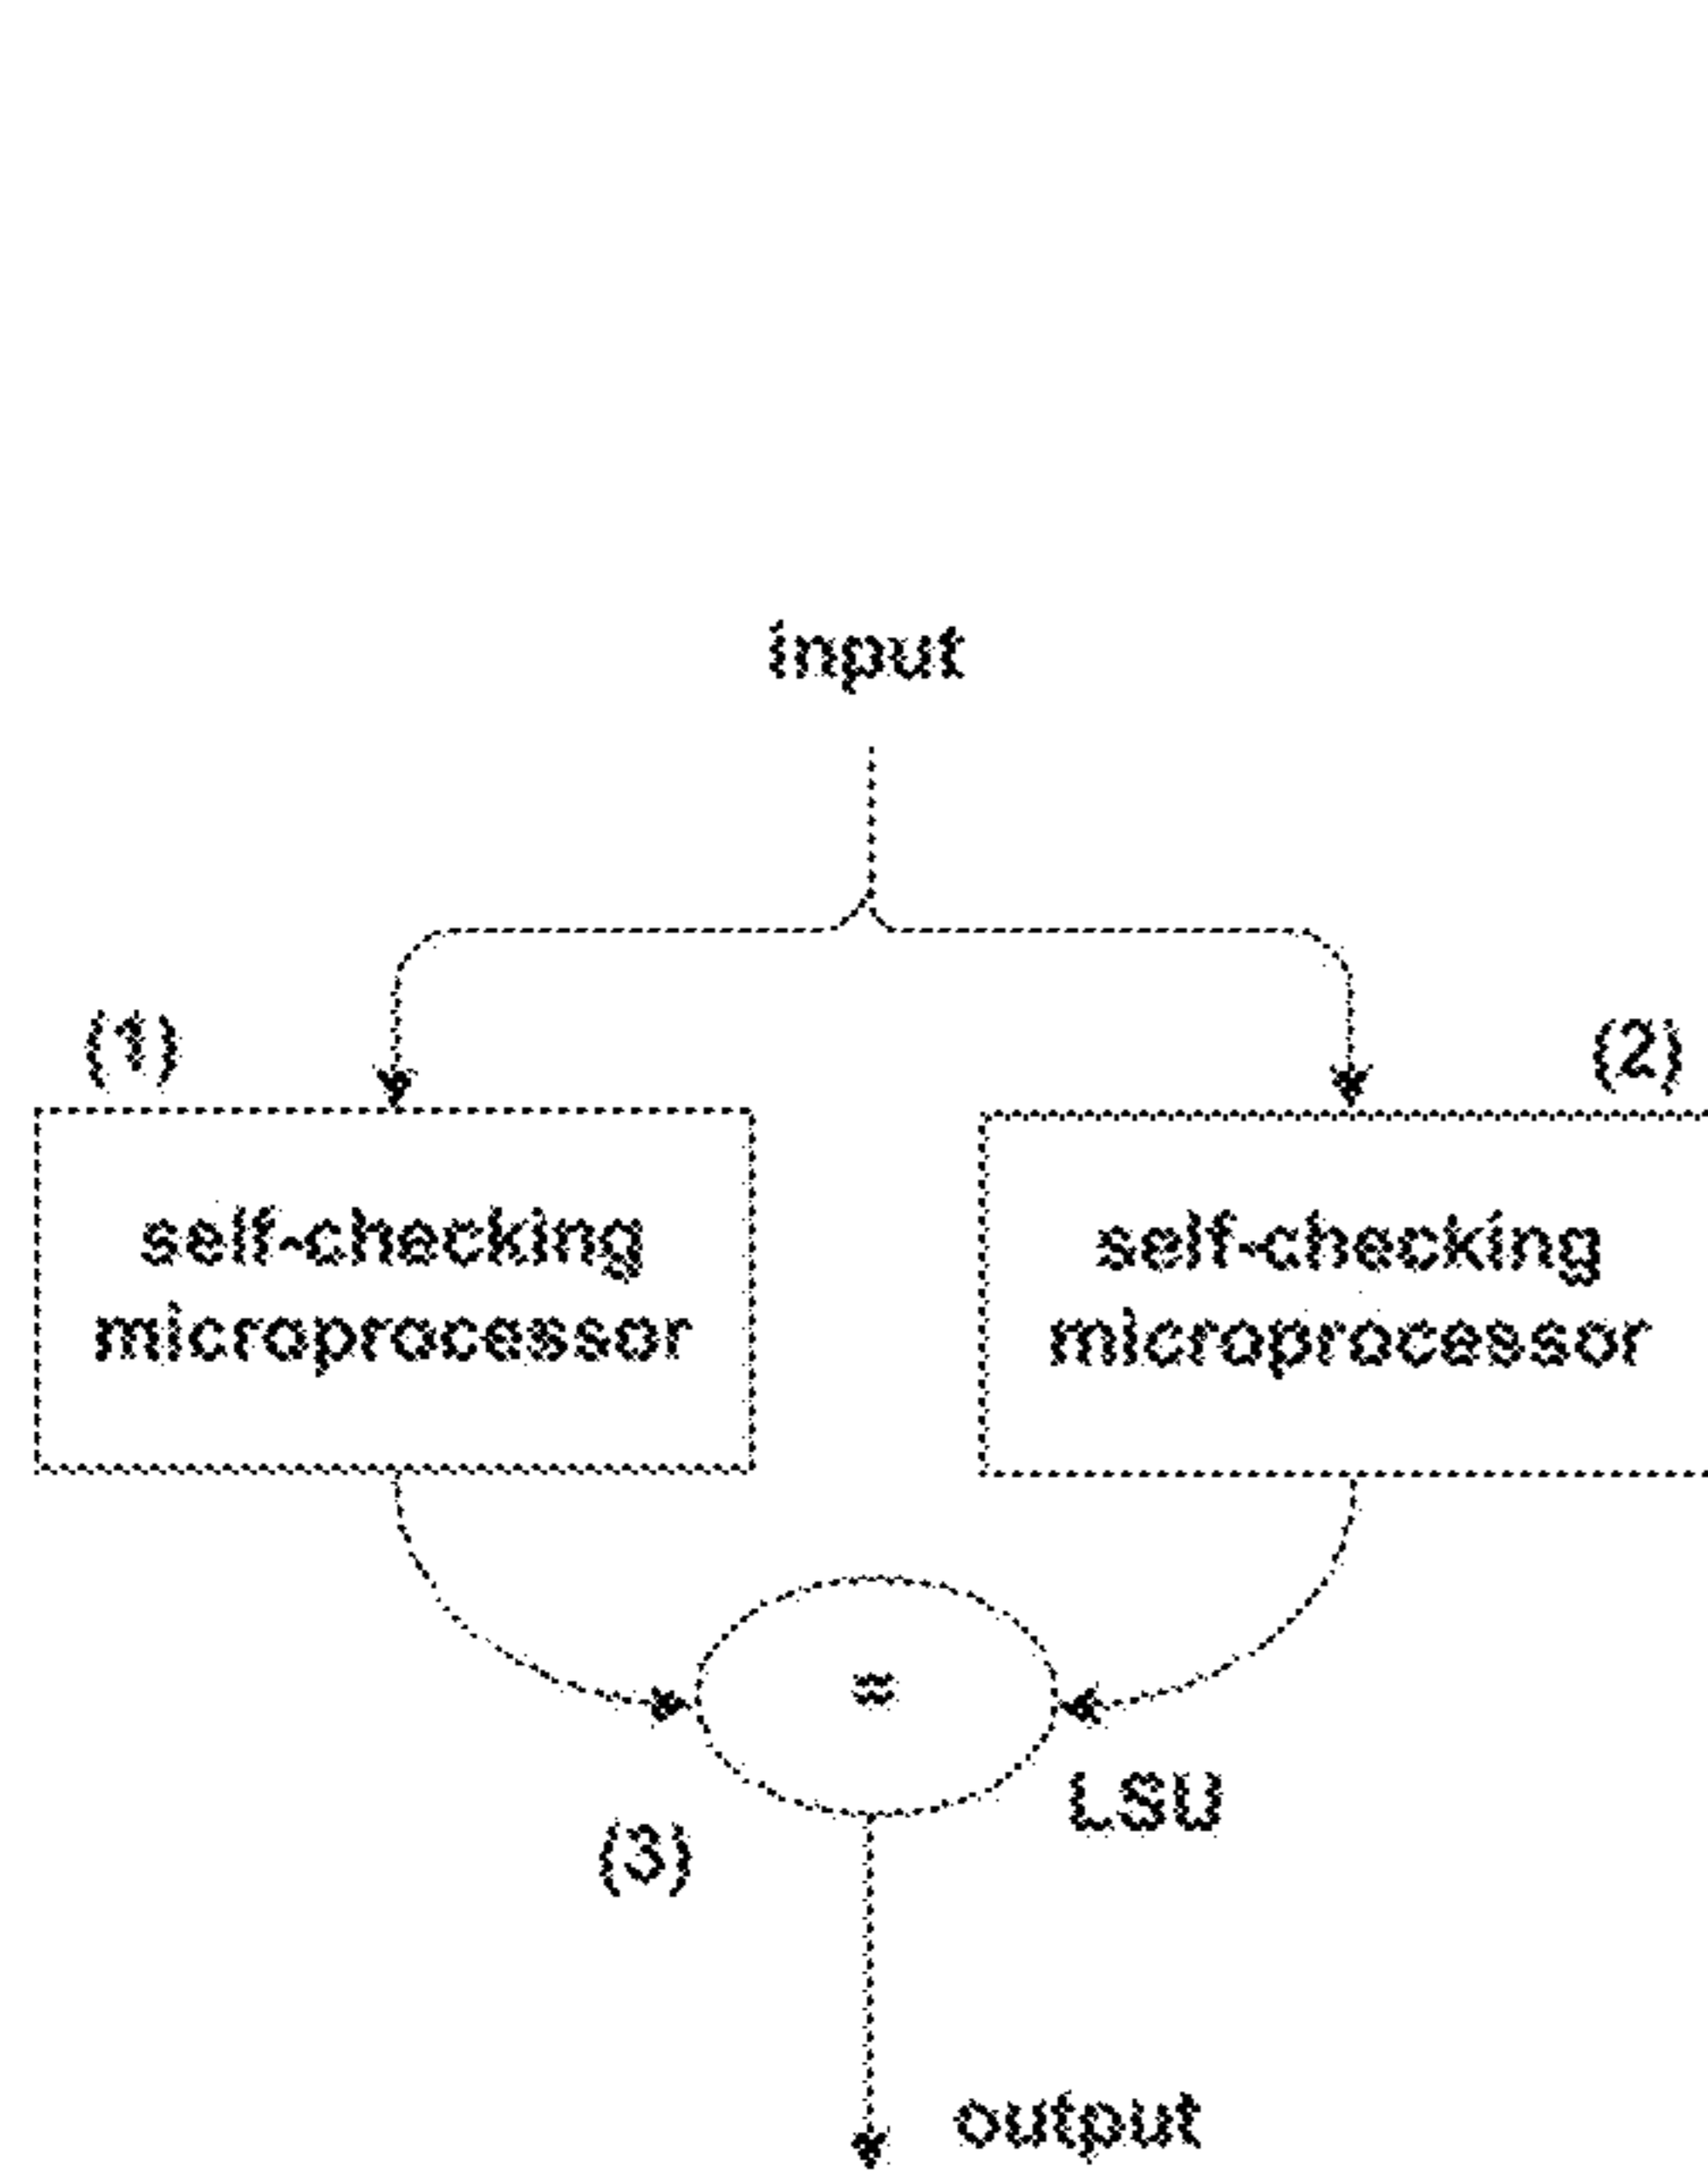 input
(1)
(2)
self-checking
microprocessor
self-checking
microprocessor
≈
LSU
(3)
output